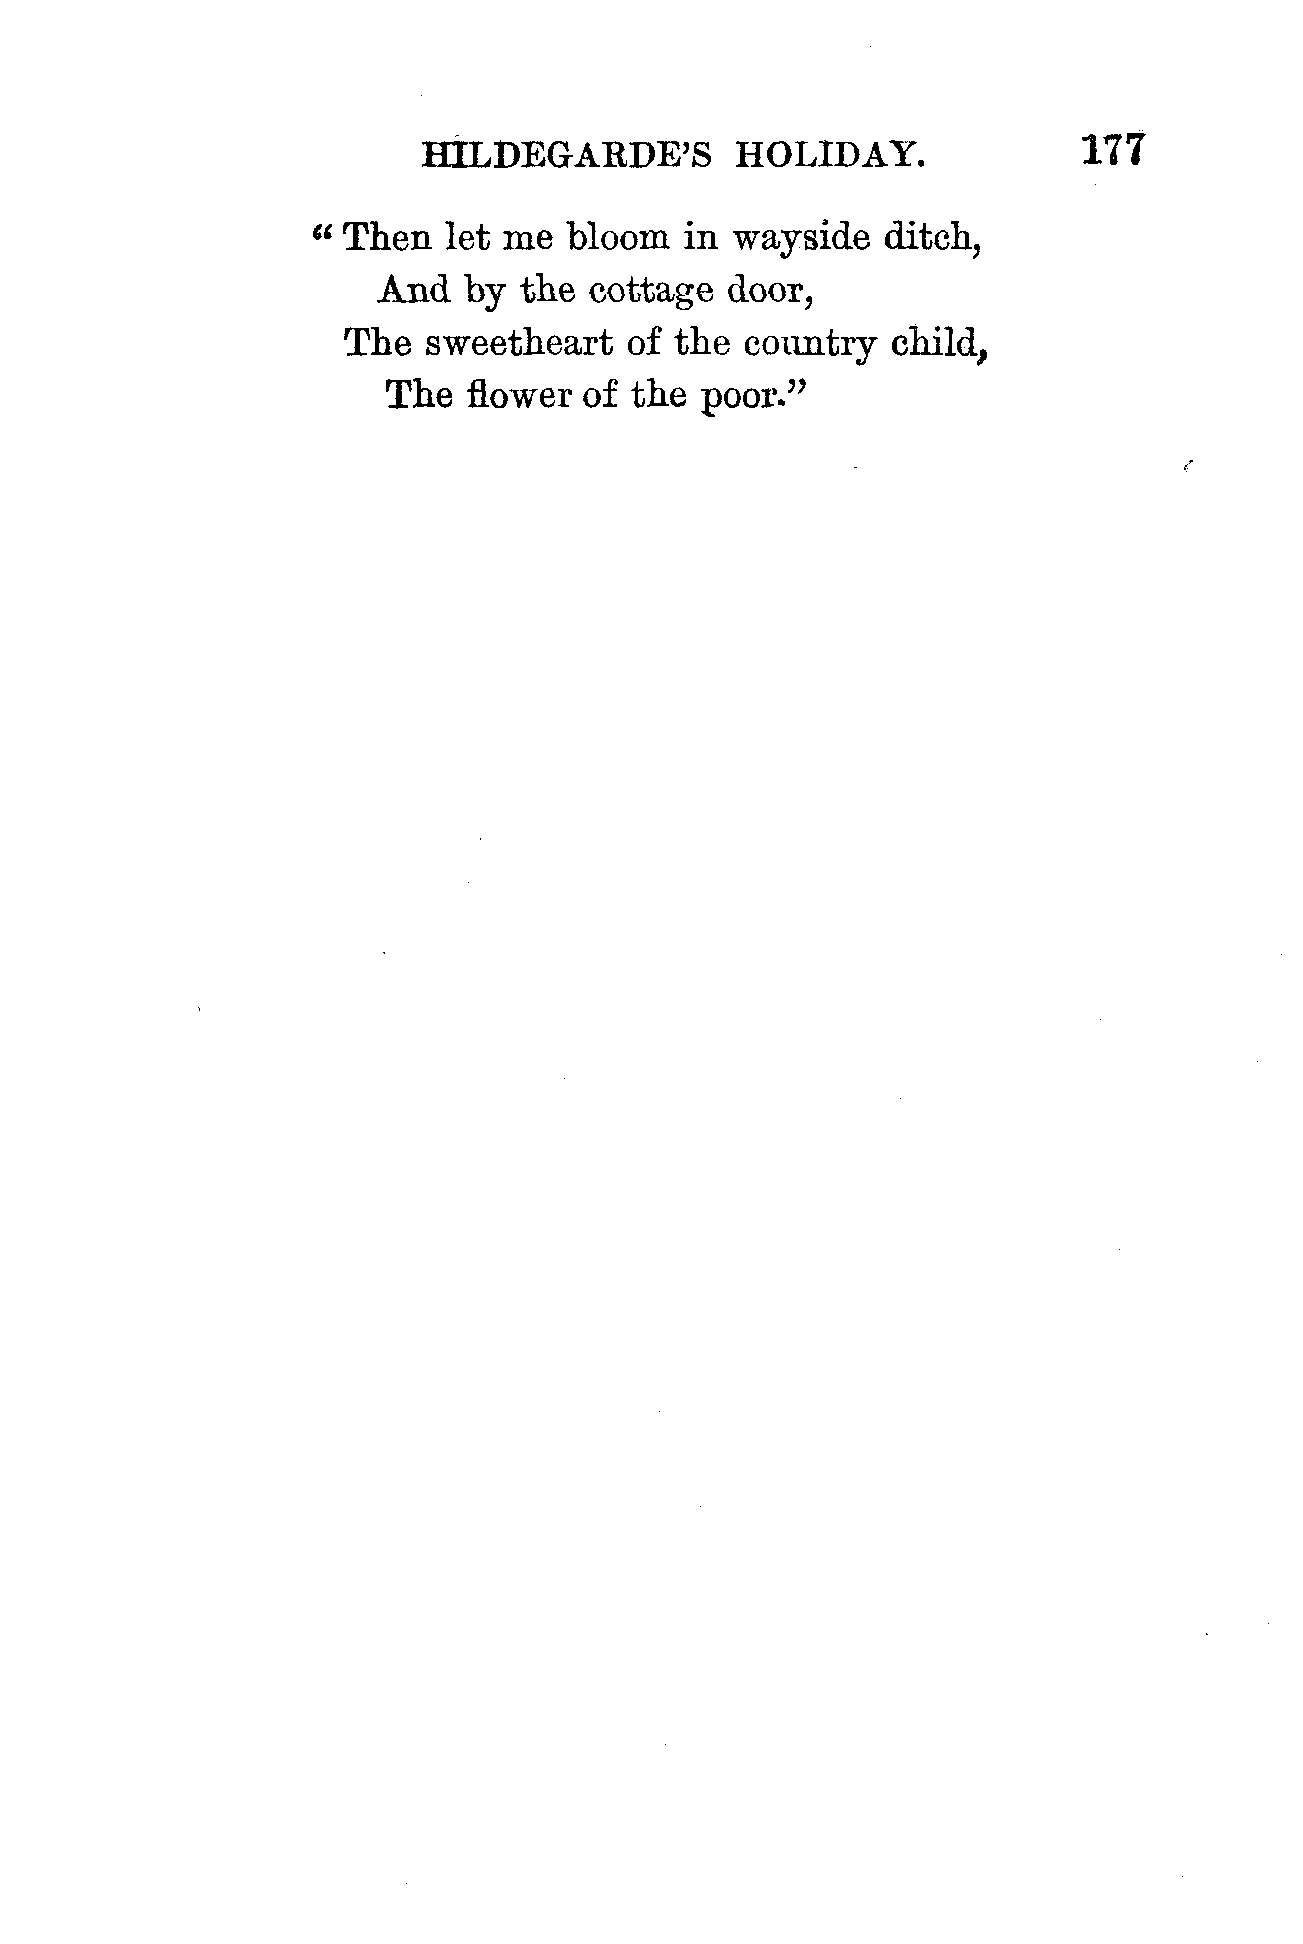 HILDEGARDE'S HOLIDAY. 177
“Then let me bloom in wayside ditch,
And by the cottage door,
The sweetheart of the country child,
The flower of the poor.”